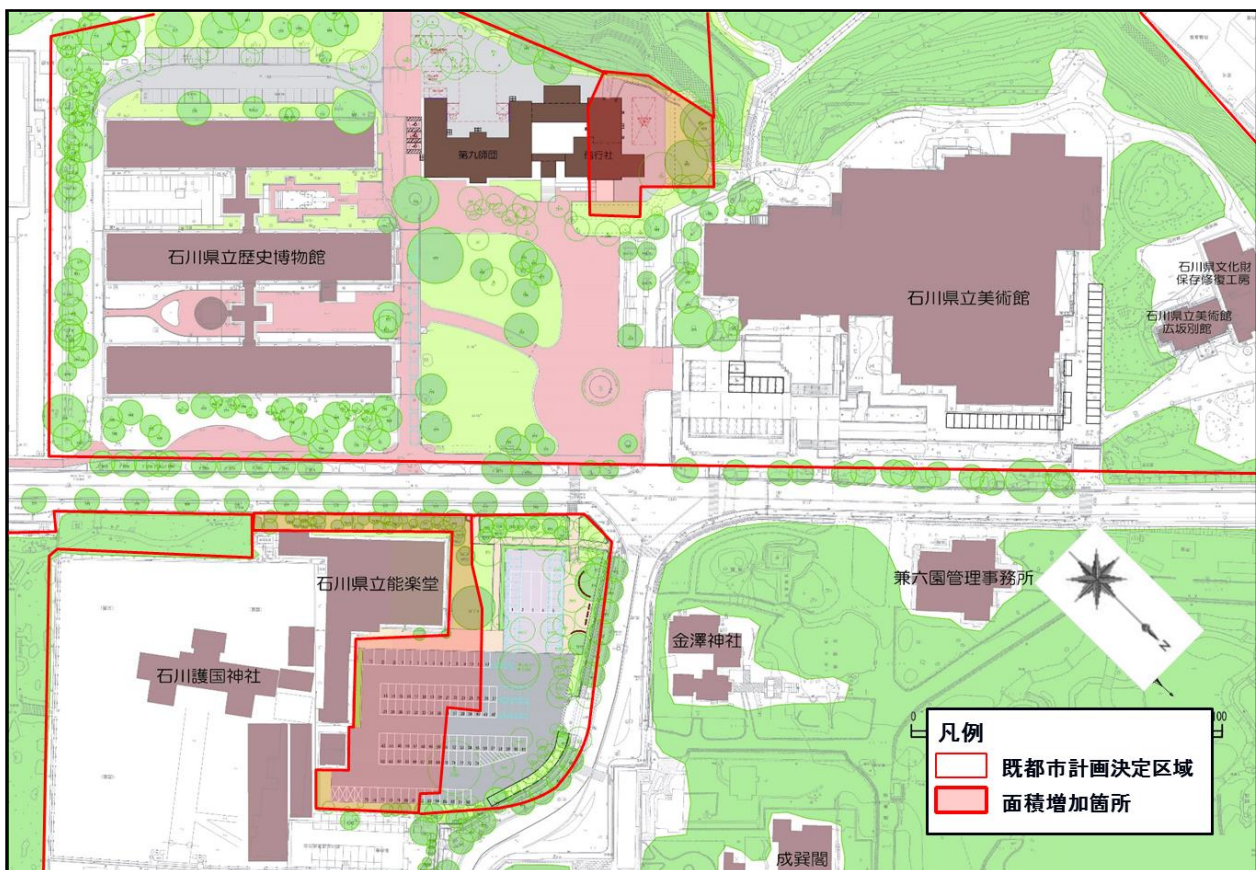 第九師団
偕行社
石川県立歴史博物館
石川県立美術館
石川県文化財
保存修復工房
石川県立美術館
広坂別館
石川県立能楽堂
兼六園管理事務所
石川護国神社
金澤神社
N
0
100
凡例
既都市計画決定区域
面積増加箇所
成巽閣